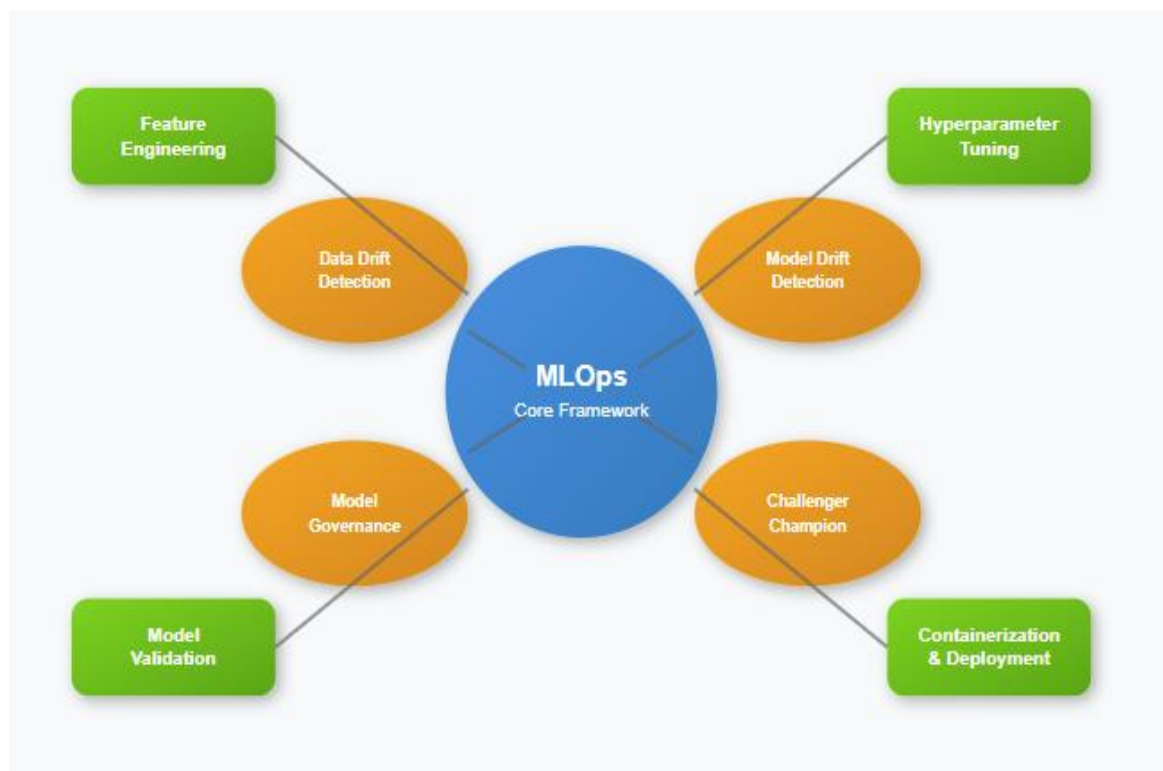 Feature
Engineering
Hyperparameter
Tuning
Data Drift
Detection
Model Drift
Detection
MLOps
Core Framework
Model
Governance
Challenger
Champion
Model
Validation
Containerization
& Deployment